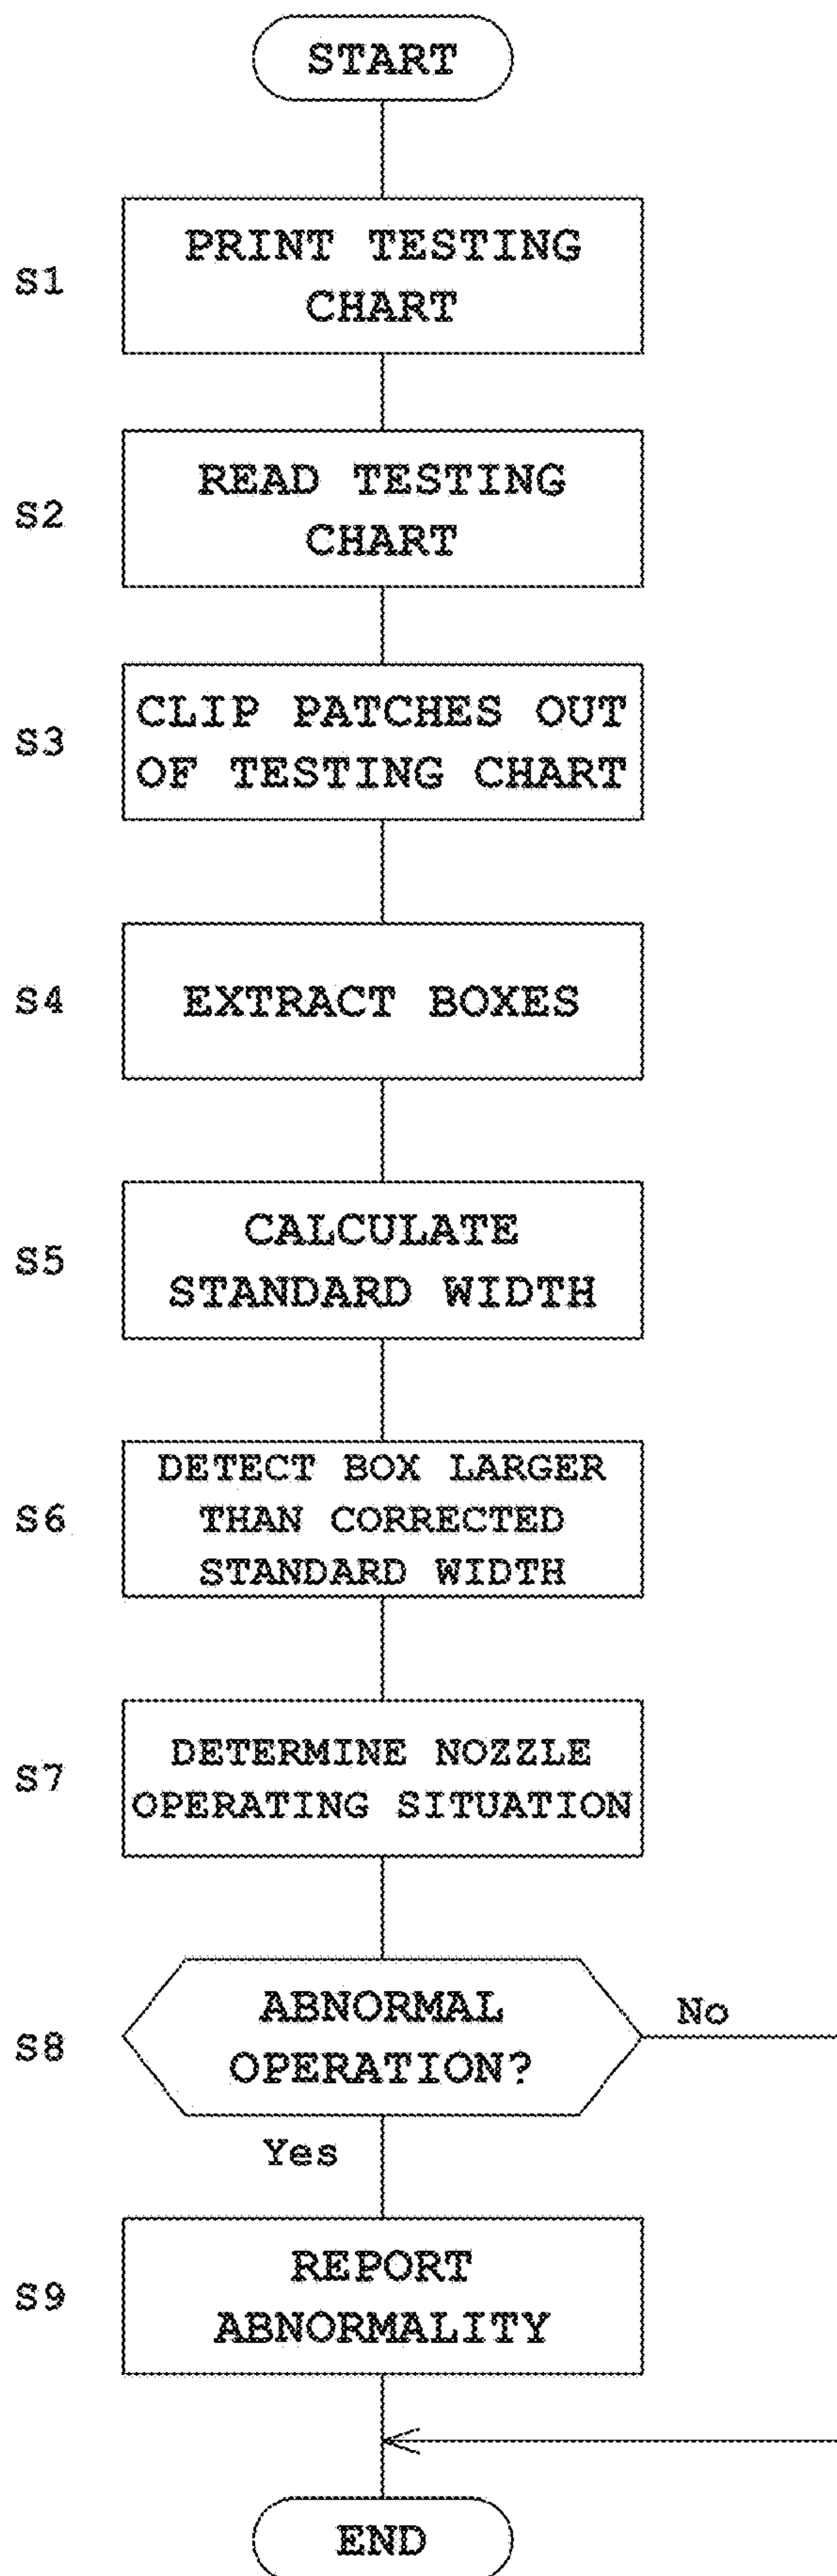 START
S1
PRINT TESTING
CHART
S2
READ TESTING
CHART
S3
CLIP PATCHES OUT
OF TESTING CHART
S4
EXTRACT BOXES
S5
CALCULATE
STANDARD WIDTH
S6
DETECT BOX LARGER
THAN CORRECTED
STANDARD WIDTH
S7
DETERMINE NOZZLE
OPERATING SITUATION
S8
ABNORMAL
OPERATION?
No
Yes
S9
REPORT
ABNORMALITY
END